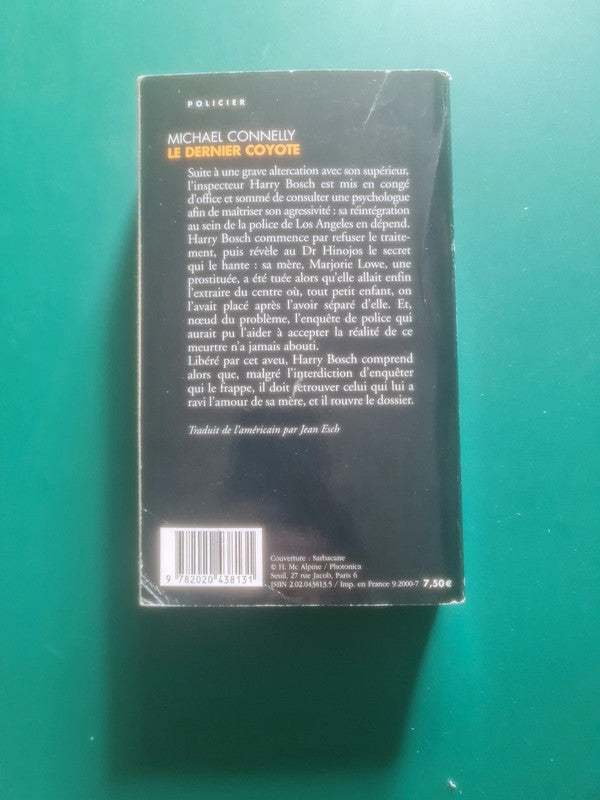 POLICIER
MICHAEL CONNELLY
LE DERNIER COYOTE
Suite à une grave altercation avec son supérieur,
l'inspecteur Harry Bosch est mis en congé
d'office et sommé de consulter une psychologue
afin de maîtriser son agressivité : sa réintégration
au sein de la police de Los Angeles en dépend.
Harry Bosch commence par refuser le traite-
ment, puis révèle au Dr Hinojos le secret
qui le hante : sa mère, Marjorie Lowe, une
prostituée, a été tuée alors qu'elle allait enfin
l'extraire du centre où, tout petit enfant, on
l'avait placé après l'avoir séparé d'elle. Et,
nœud du problème, l'enquête de police qui
aurait pu l'aider à accepter la réalité de ce
meurtre n'a jamais abouti.
Libéré par cet aveu, Harry Bosch comprend
alors que, malgré l'interdiction d'enquêter
qui le frappe, il doit retrouver celui qui lui a
ravi l'amour de sa mère, et il rouvre le dossier.
Traduit de l'américain par Jean Esch
9 782020 438131
Couverture : Sarbacane
© H. Mc Alpine / Photonica
Seuil, 27 rue Jacob, Paris 6
ISBN 2.02.043813.5 / Imp. en France 9.2000-7 7,50€